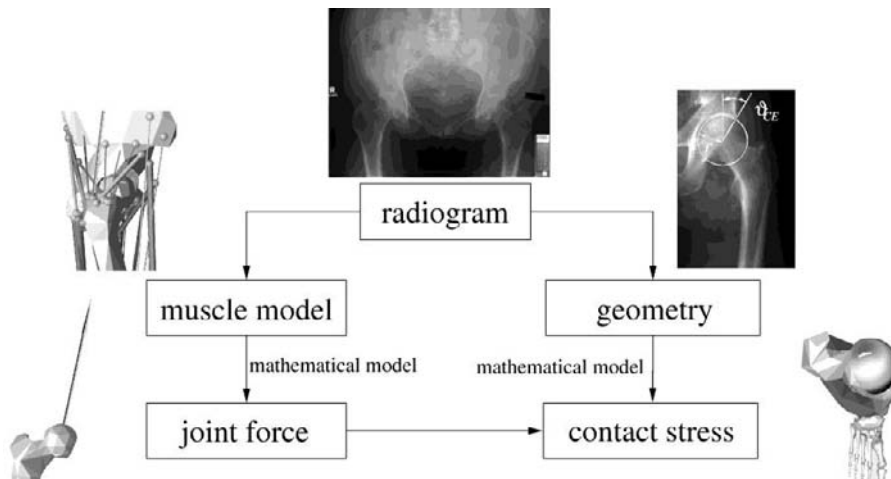 ϑCE
radiogram
muscle model
geometry
mathematical model
mathematical model
joint force
contact stress